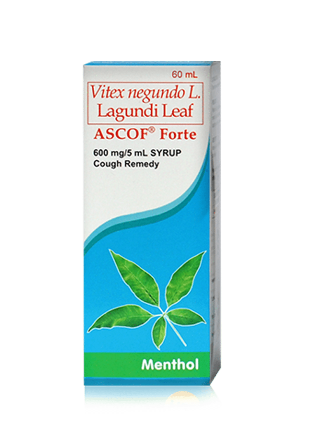 60 mL
Vitex negundo L.
Lagundi Leaf
ASCOF® Forte
600 mg/5 mL SYRUP
Cough Remedy
Menthol